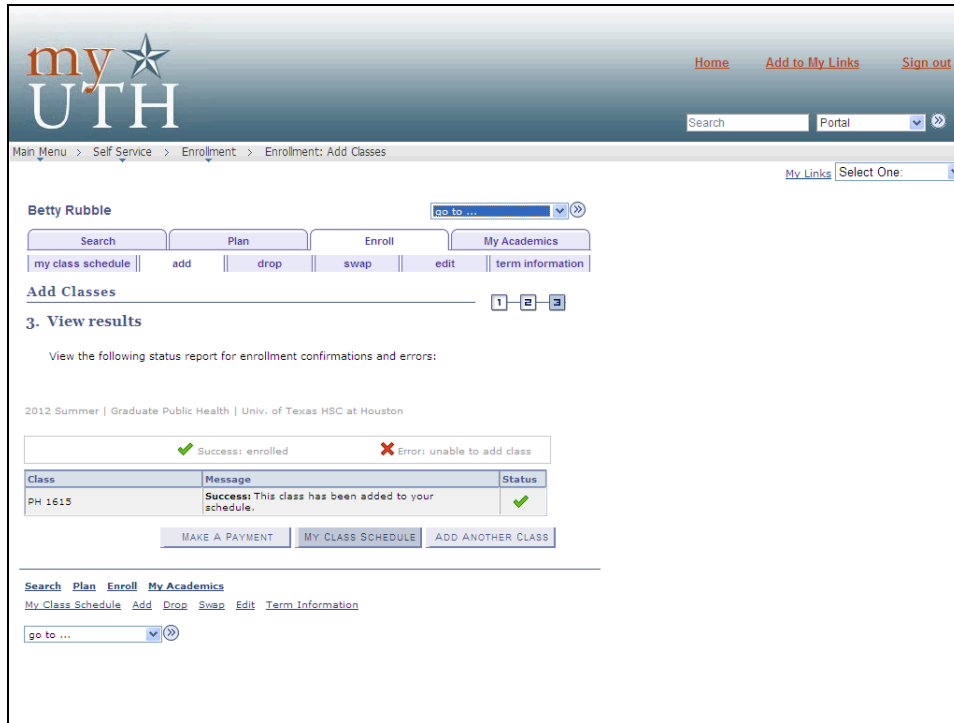 my
UTH
Home Add to My Links Sign out
Search Portal
Main Menu > Self Service > Enrollment > Enrollment: Add Classes
My Links Select One:
Betty Rubble go to ...
Search Plan Enroll My Academics
my class schedule add drop swap edit term information
Add Classes 1 2 3
3. View results
View the following status report for enrollment confirmations and errors:
2012 Summer | Graduate Public Health | Univ. of Texas HSC at Houston
Success: enrolled Error: unable to add class
Class Message Status
PH 1615 Success: This class has been added to your
schedule.
MAKE A PAYMENT MY CLASS SCHEDULE ADD ANOTHER CLASS
Search Plan Enroll My Academics
My Class Schedule Add Drop Swap Edit Term Information
go to ...